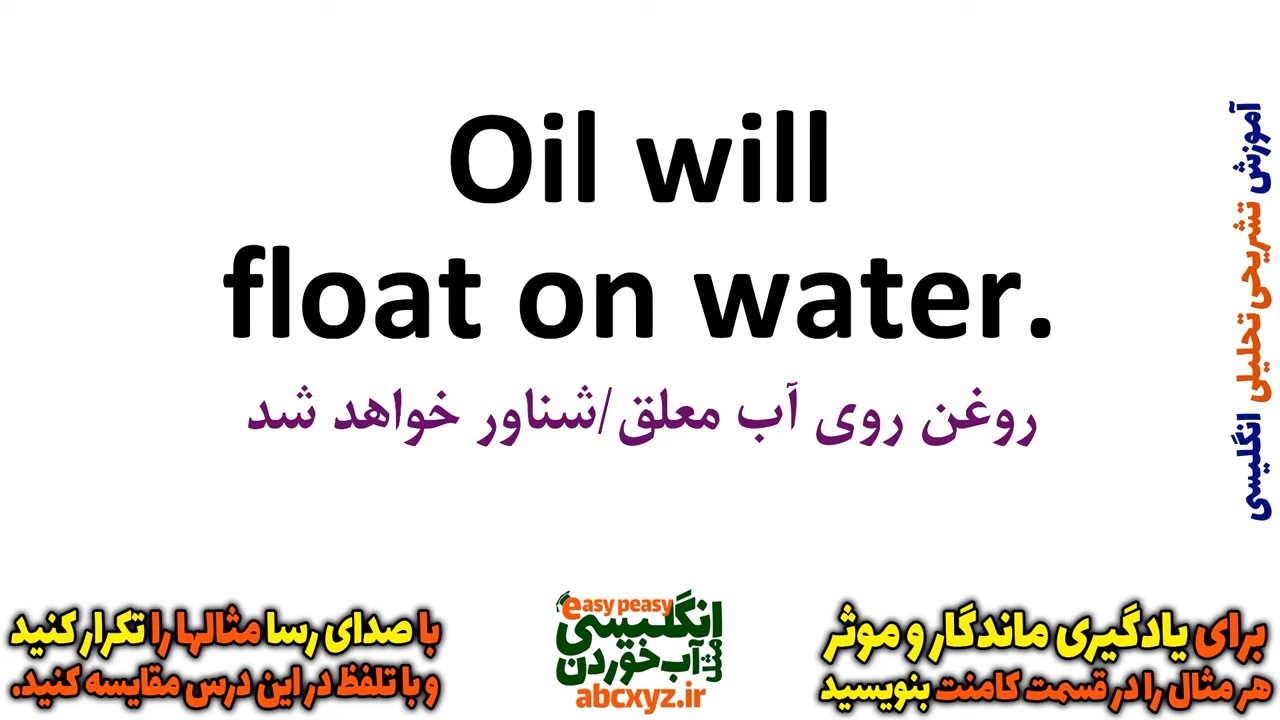 Oil will
float on water.
روغن روی آب معلق/شناور خواهد شد
آموزش تشریحی تحلیلی انگلیسی
برای یادگیری ماندگار و موثر
هر مثال را در قسمت کامنت بنویسید
easy peasy
انگلیسی
مثل آب خوردن
abcxyz.ir
با صدای رسا مثالها را تکرار کنید
و با تلفظ در این درس مقایسه کنید.